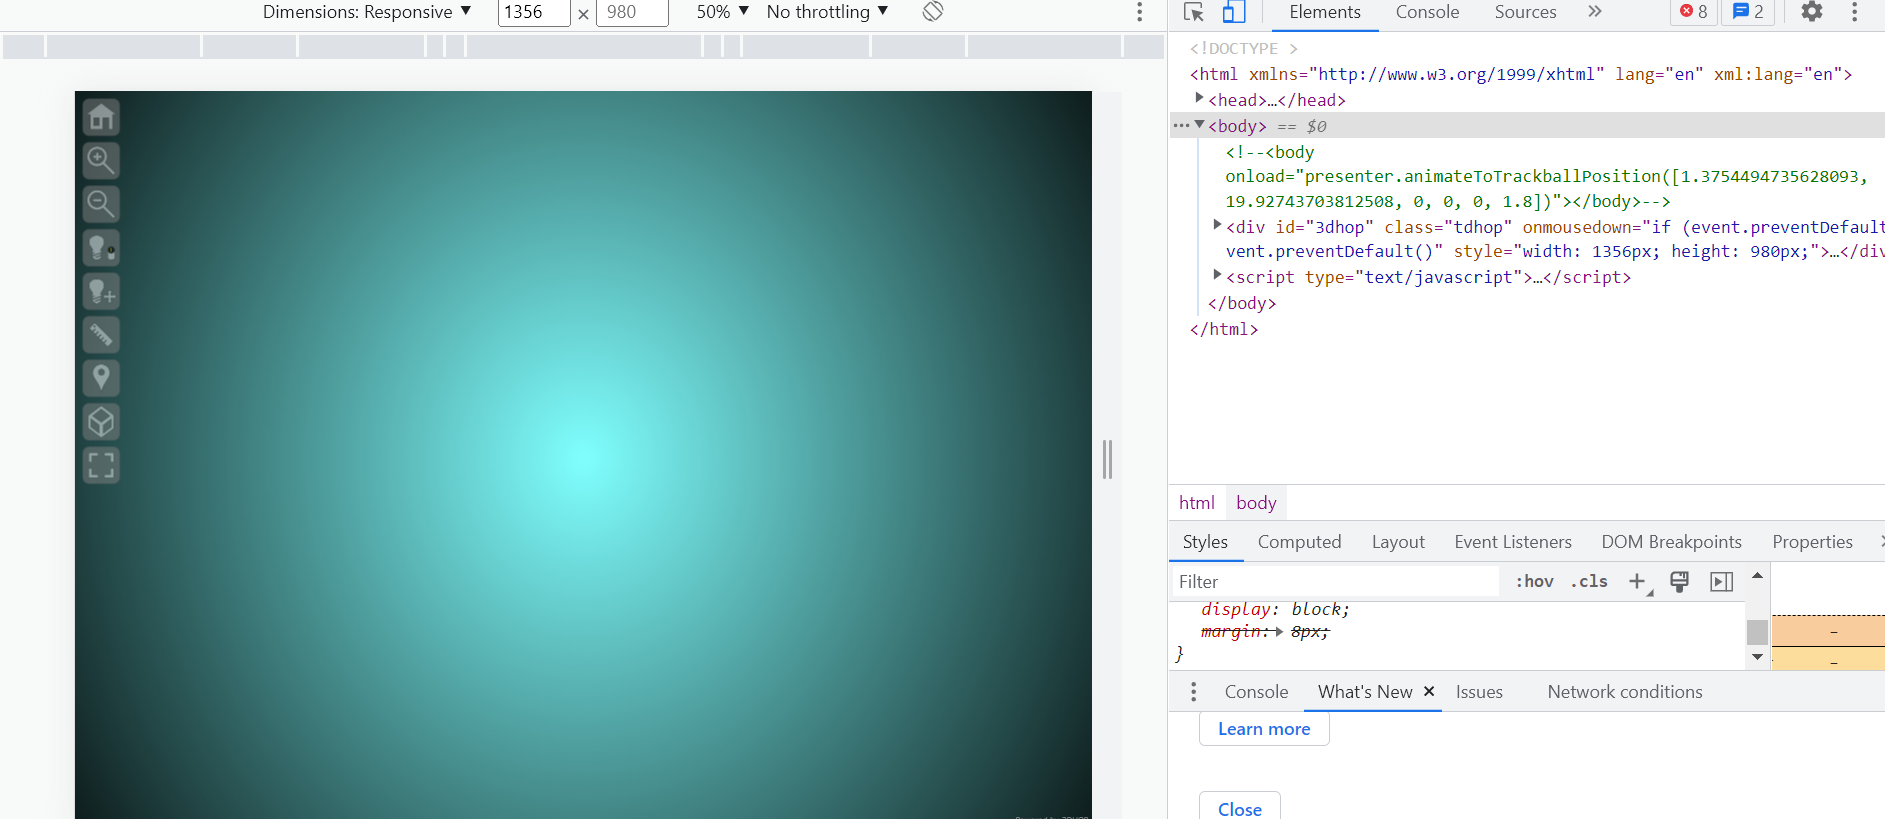 Dimensions: Responsive ▼ 1356 × 980 50% ▼ No throttling ▼
Elements Console Sources » 8 2
<!DOCTYPE >
<html xmlns="http://www.w3.org/1999/xhtml" lang="en" xml:lang="en">
<head>…</head>
<body> == $0
<!--<body
onload="presenter.animateToTrackballPosition([1.3754494735628093,
19.92743703812508, 0, 0, 0, 1.8])"></body>-->
<div id="3dhop" class="tdhop" onmousedown="if (event.preventDefault
vent.preventDefault()" style="width: 1356px; height: 980px;">…</div
<script type="text/javascript">…</script>
</body>
</html>
html body
Styles Computed Layout Event Listeners DOM Breakpoints Properties
Filter :hov .cls +
display: block;
margin: 8px;
}
–
–
Console What's New × Issues Network conditions
Learn more
Close